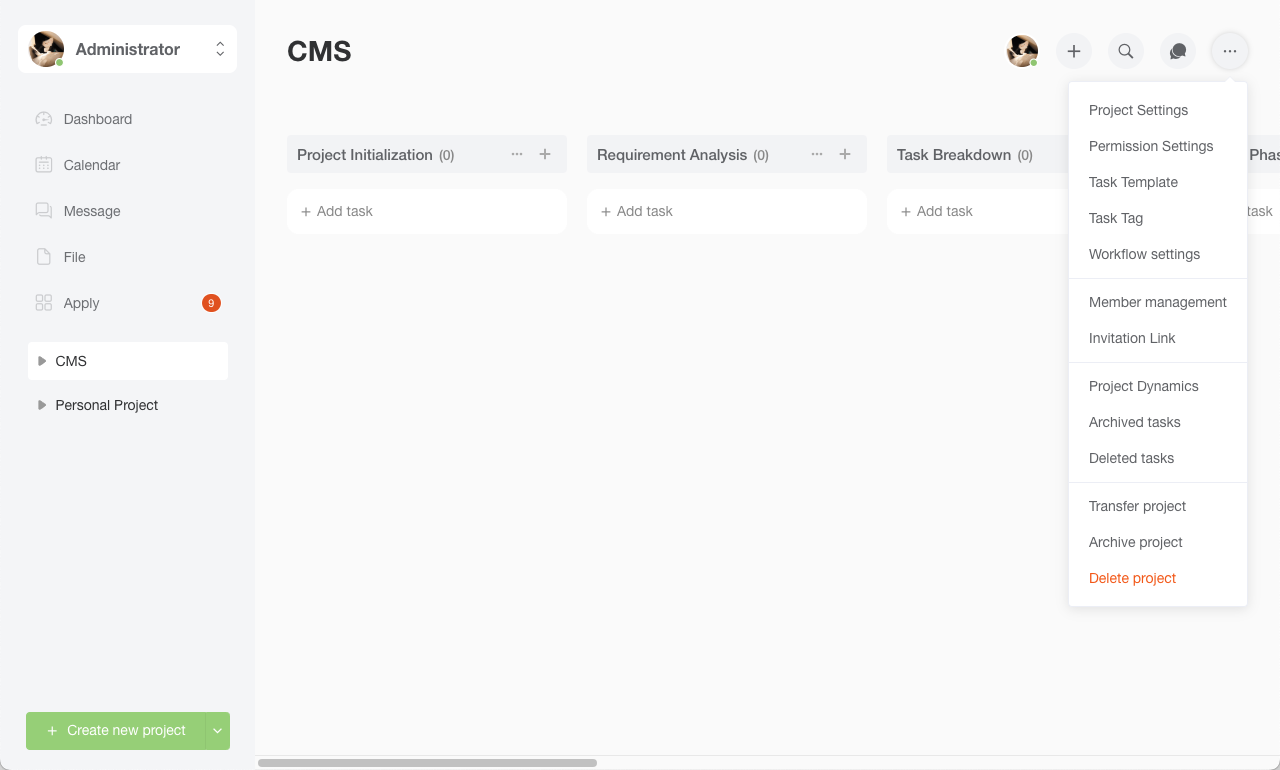 Administrator
Dashboard
Calendar
Message
File
Apply
9
CMS
Personal Project
Create new project
CMS
Project Initialization (0)
Add task
Requirement Analysis (0)
Add task
Task Breakdown (0)
Add task
Phas
task
Project Settings
Permission Settings
Task Template
Task Tag
Workflow settings
Member management
Invitation Link
Project Dynamics
Archived tasks
Deleted tasks
Transfer project
Archive project
Delete project